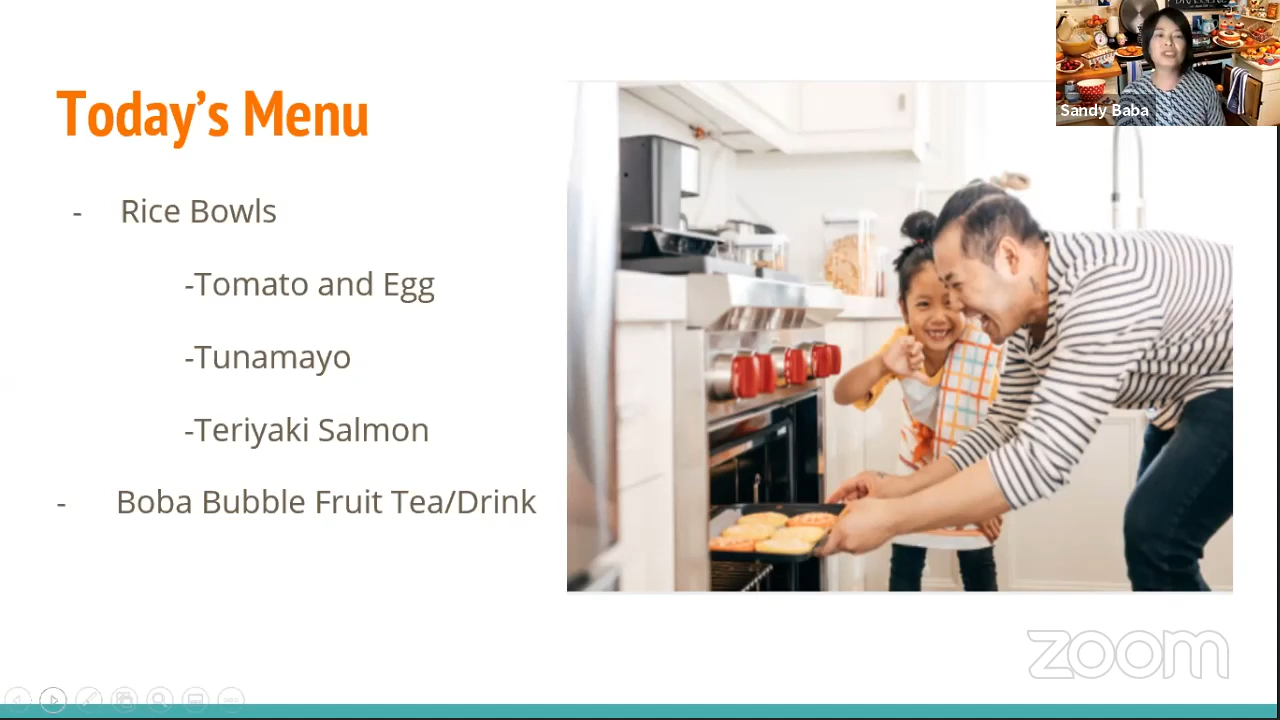 Today's Menu
- Rice Bowls
-Tomato and Egg
-Tunamayo
-Teriyaki Salmon
- Boba Bubble Fruit Tea/Drink
Sandy Baba
zoom